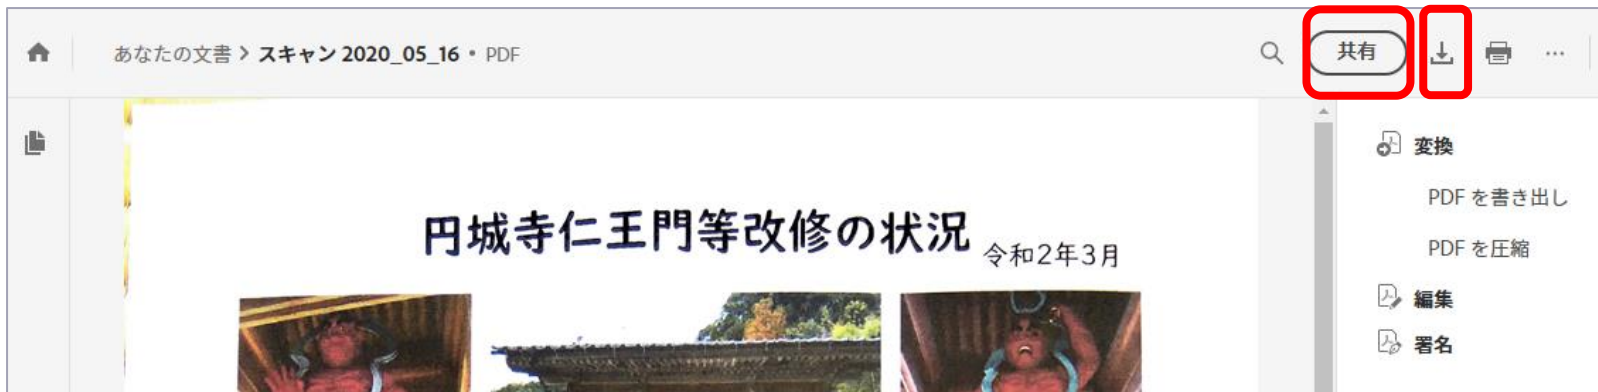 あなたの文書 > スキャン 2020_05_16 • PDF
共有
...
変換
PDF を書き出し
PDF を圧縮
編集
署名
円城寺仁王門等改修の状況
令和2年3月